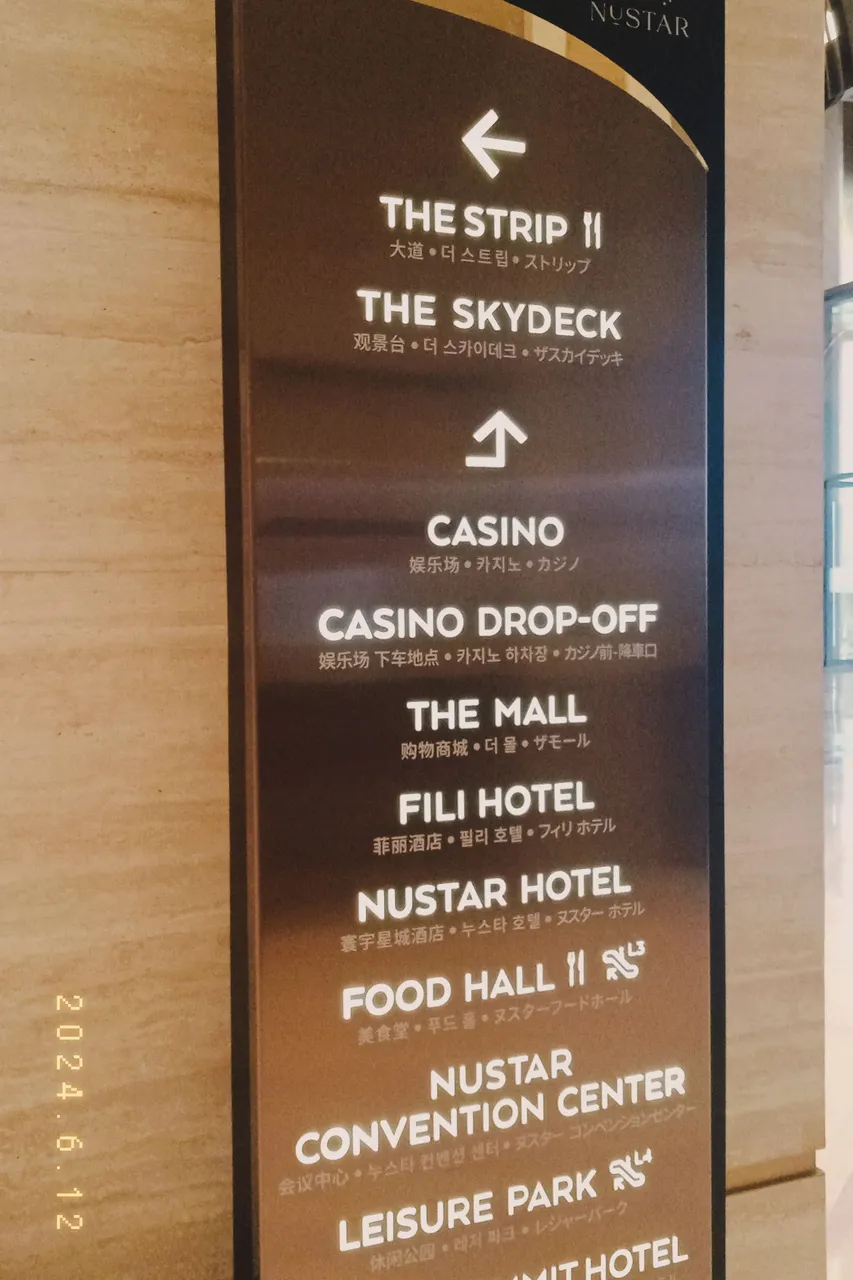 NUSTAR
THE STRIP
大道 • 더 스트립 • ストリップ
THE SKYDECK
观景台 • 더 스카이데크 • ザスカイデッキ
CASINO
娱乐场 • 카지노 • カジノ
CASINO DROP-OFF
娱乐场 下车地点 • 카지노 하차장 • カジノ前-降車口
THE MALL
购物商城 • 더 몰 • ザモール
FILI HOTEL
菲丽酒店 • 필리 호텔 • フィリ ホテル
NUSTAR HOTEL
寰宇星城酒店 • 누스타 호텔 • ヌスター ホテル
FOOD HALL L3
美食堂 • 푸드 홀 • ヌスターフードホール
NUSTAR
CONVENTION CENTER
会议中心 • 누스타 컨벤션 센터 • ヌスター コンベンションセンター
LEISURE PARK L4
休闲公园 • 레저 파크 • レジャーパーク
HOTEL
2024.6.12